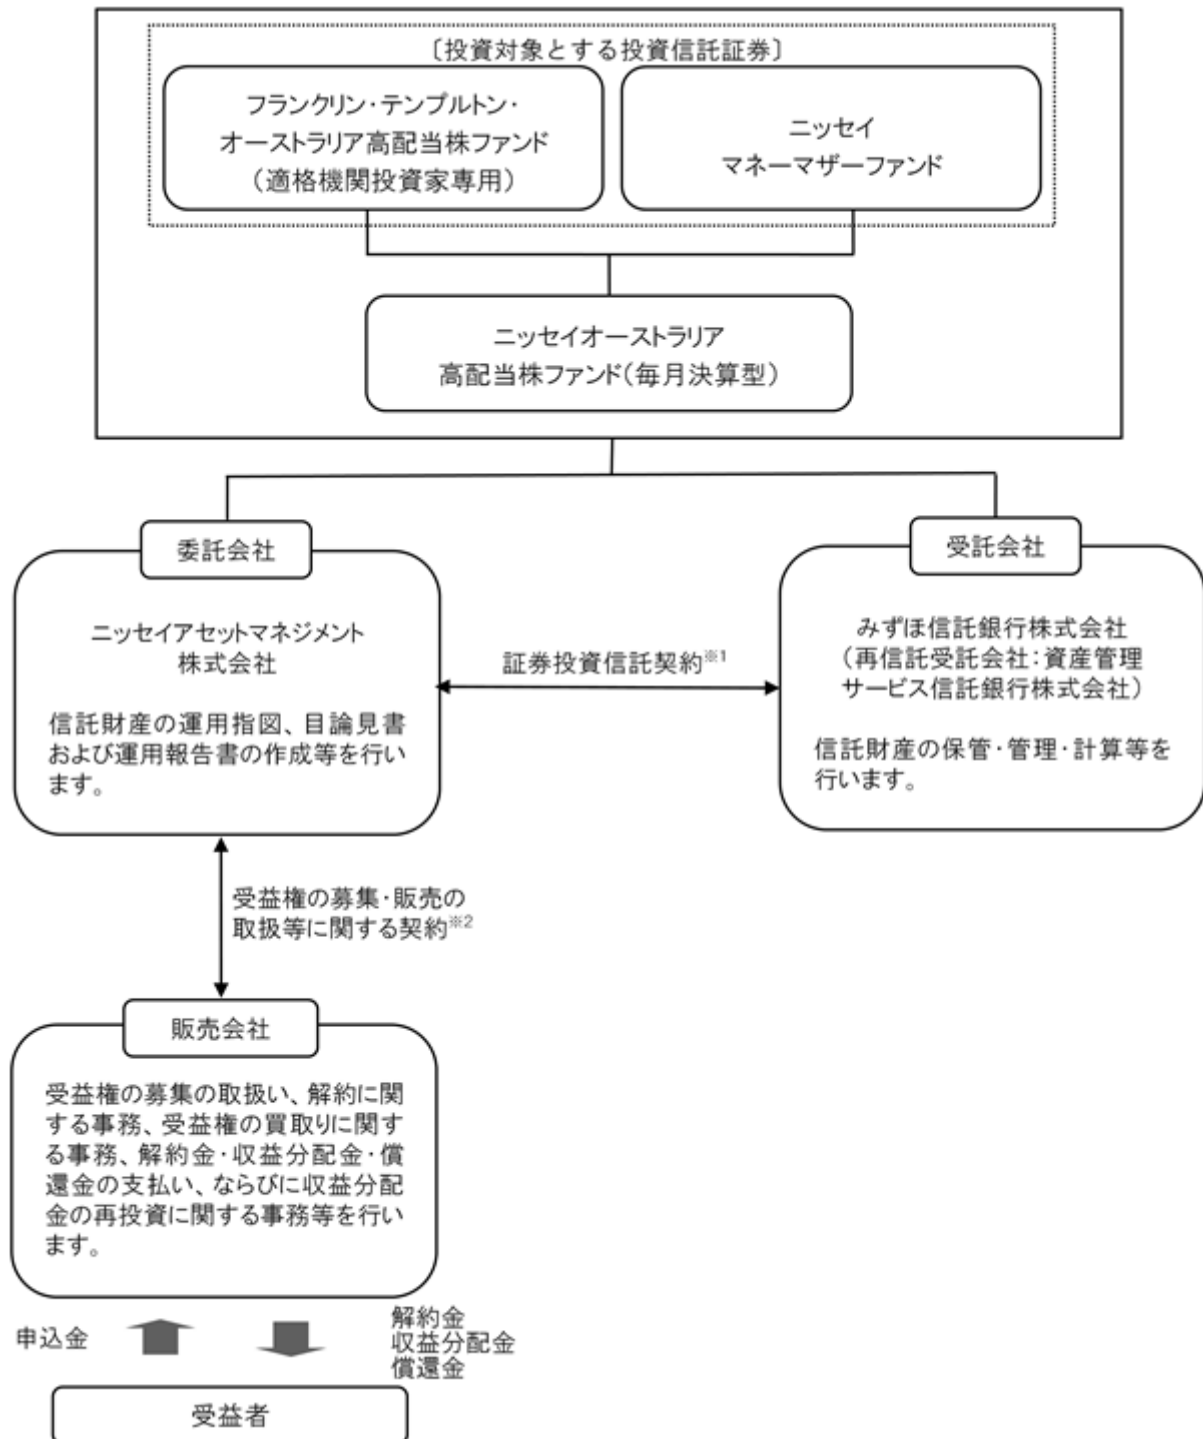 〔投資対象とする投資信託証券〕
フランクリン・テンプルトン・
オーストラリア高配当株ファンド
（適格機関投資家専用）
ニッセイ
マネーマザーファンド
ニッセイオーストラリア
高配当株ファンド（毎月決算型）
委託会社
ニッセイアセットマネジメント
株式会社
信託財産の運用指図、目論見書
および運用報告書の作成等を行い
ます。
証券投資信託契約※1
受託会社
みずほ信託銀行株式会社
（再信託受託会社：資産管理
サービス信託銀行株式会社）
信託財産の保管・管理・計算等を
行います。
受益権の募集・販売の
取扱等に関する契約※2
販売会社
受益権の募集の取扱い、解約に関
する事務、受益権の買取りに関す
る事務、解約金・収益分配金・償
還金の支払い、ならびに収益分配
金の再投資に関する事務等を行い
ます。
申込金
解約金
収益分配金
償還金
受益者